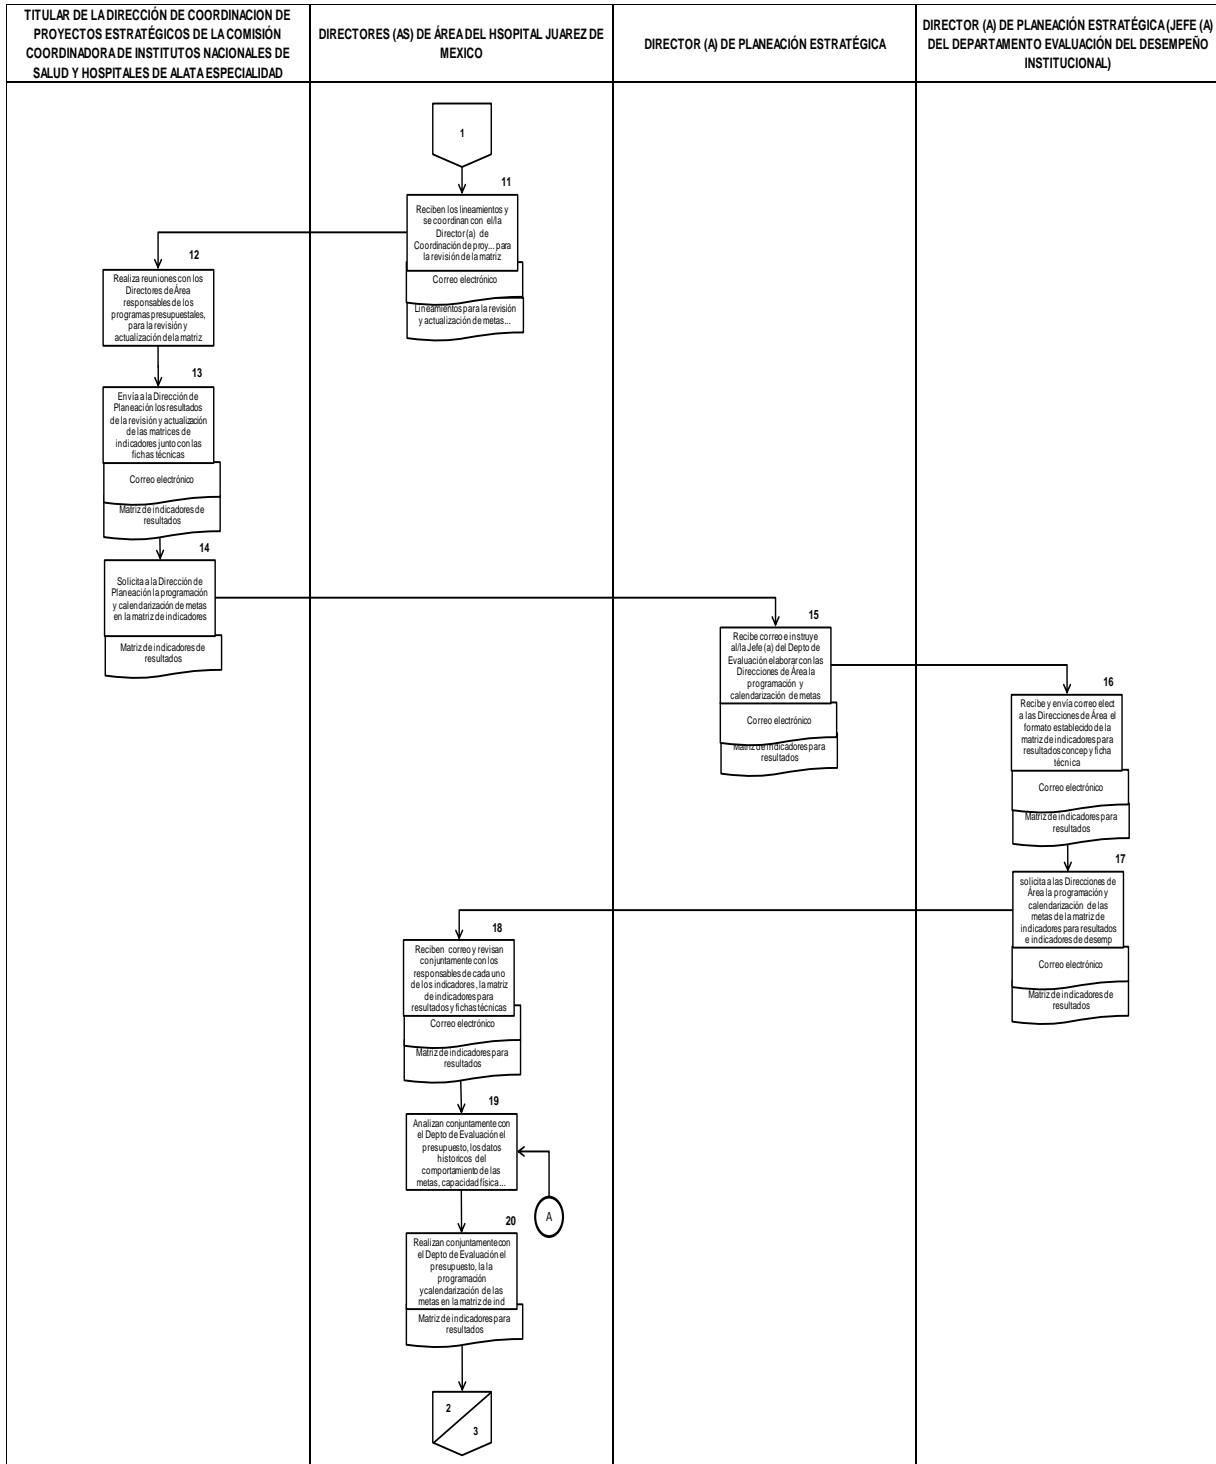 TITULAR DE LA DIRECCIÓN DE COORDINACION DE
PROYECTOS ESTRATÉGICOS DE LA COMISIÓN
COORDINADORA DE INSTITUTOS NACIONALES DE
SALUD Y HOSPITALES DE ALATA ESPECIALIDAD
DIRECTORES (AS) DE ÁREA DEL HSOPITAL JUAREZ DE
MEXICO
DIRECTOR (A) DE PLANEACIÓN ESTRATÉGICA
DIRECTOR (A) DE PLANEACIÓN ESTRATÉGICA (JEFE (A)
DEL DEPARTAMENTO EVALUACIÓN DEL DESEMPEÑO
INSTITUCIONAL)
1
11
Reciben los lineamientos y
se coordinan con el/la
Director (a) de
Coordinación de proy... para
la revisión de la matriz
Correo electrónico
Lineamientos para la revisión
y actualización de metas...
12
Realiza reuniones con los
Directores de Área
responsables de los
programas presupuestales,
para la revisión y
actualización de la matriz
13
Envía a la Dirección de
Planeación los resultados
de la revisión y actualización
de las matrices de
indicadores junto con las
fichas técnicas
Correo electrónico
Matriz de indicadores de
resultados
14
Solicita a la Dirección de
Planeación la programación
y calendarización de metas
en la matriz de indicadores
Matriz de indicadores de
resultados
15
Recibe correo e instruye
al/la Jefe (a) del Depto de
Evaluación elaborar con las
Direcciones de Área la
programación y
calendarización de metas
Correo electrónico
Matriz de indicadores para
resultados
16
Recibe y envía correo elect
a las Direcciones de Área el
formato establecido de la
matriz de indicadores para
resultados concep y ficha
técnica
Correo electrónico
Matriz de indicadores para
resultados
17
solicita a las Direcciones de
Área la programación y
calendarización de las
metas de la matriz de
indicadores para resultados
e indicadores de desemp
Correo electrónico
Matriz de indicadores de
resultados
18
Reciben correo y revisan
conjuntamente con los
responsables de cada uno
de los indicadores , la matriz
de indicadores para
resultados y fichas técnicas
Correo electrónico
Matriz de indicadores para
resultados
19
Analizan conjuntamente con
el Depto de Evaluación el
presupuesto, los datos
historicos del
comportamiento de las
metas, capacidad física...
A
20
Realizan conjuntamente con
el Depto de Evaluación el
presupuesto, la la
programación
ycalendarización de las
metas en la matriz de ind
Matriz de indicadores para
resultados
2
3